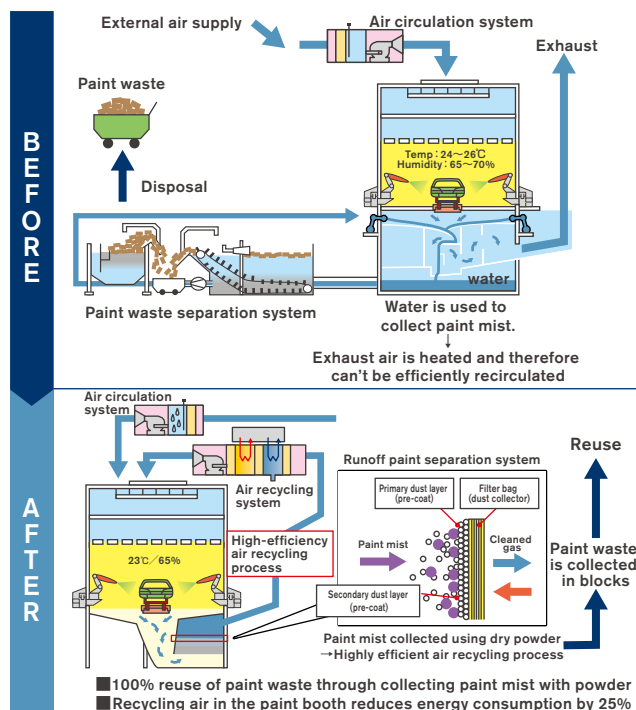 BEFORE
External air supply
Air circulation system
Exhaust
Paint waste
Disposal
Temp：24～26℃
Humidity：65～70%
Paint waste separation system
water
Water is used to
collect paint mist.
↓
Exhaust air is heated and therefore
can't be efficiently recirculated
AFTER
Air circulation
system
Air recycling
system
High-efficiency
air recycling
process
23℃／65%
Runoff paint separation system
Primary dust layer
(pre-coat)
Filter bag
(dust collector)
Paint mist
Cleaned
gas
Secondary dust layer
(pre-coat)
Reuse
Paint waste
is collected
in blocks
Paint mist collected using dry powder
→Highly efficient air recycling process
■100% reuse of paint waste through collecting paint mist with powder
■Recycling air in the paint booth reduces energy consumption by 25%